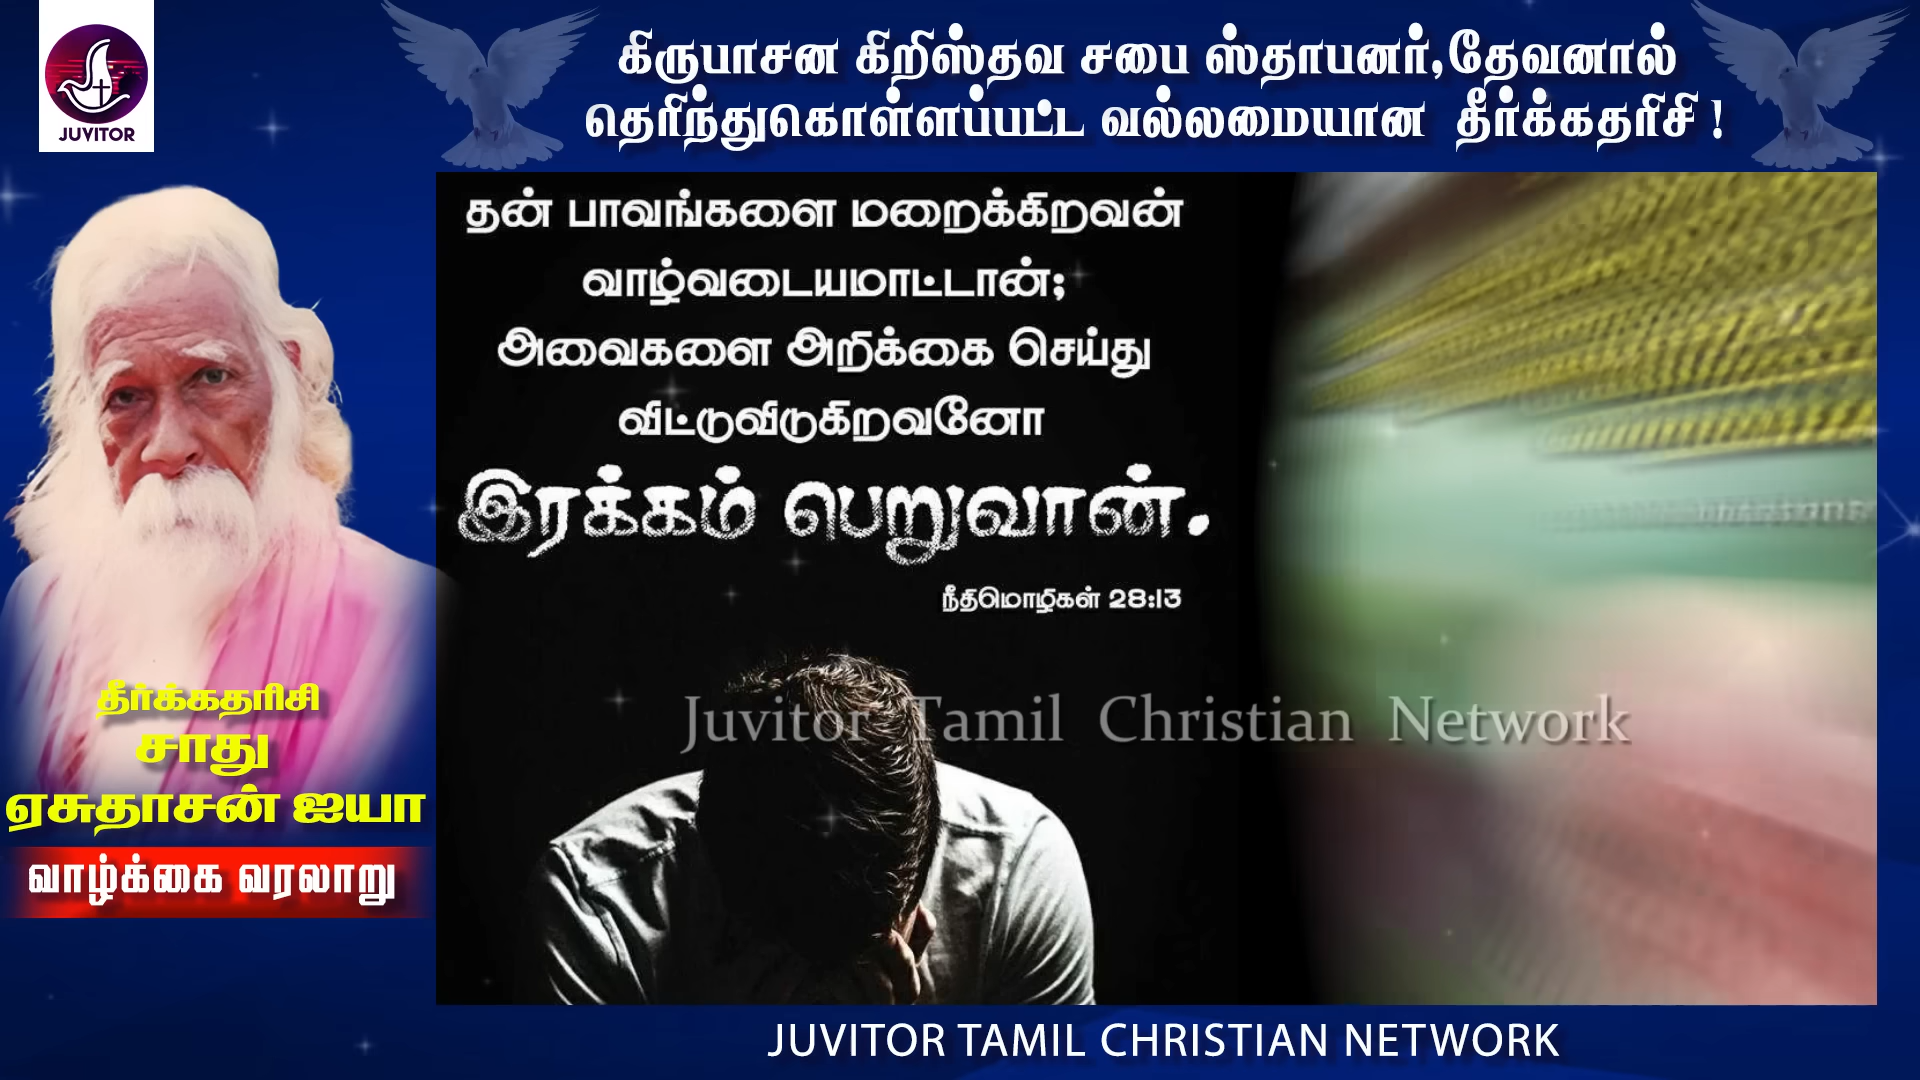 JUVITOR
கிருபாசன கிறிஸ்தவ சபை ஸ்தாபனர்,தேவனால்
தெரிந்துகொள்ளப்பட்ட வல்லமையான தீர்க்கதரிசி !
தன் பாவங்களை மறைக்கிறவன்
வாழ்வடையமாட்டான்;
அவைகளை அறிக்கை செய்து
விட்டுவிடுகிறவனோ
இரக்கம் பெறுவான்.
நீதிமொழிகள் 28:13
Juvitor Tamil Christian Network
தீர்க்கதரிசி
சாது
ஏசுதாசன் ஐயா
வாழ்க்கை வரலாறு
JUVITOR TAMIL CHRISTIAN NETWORK